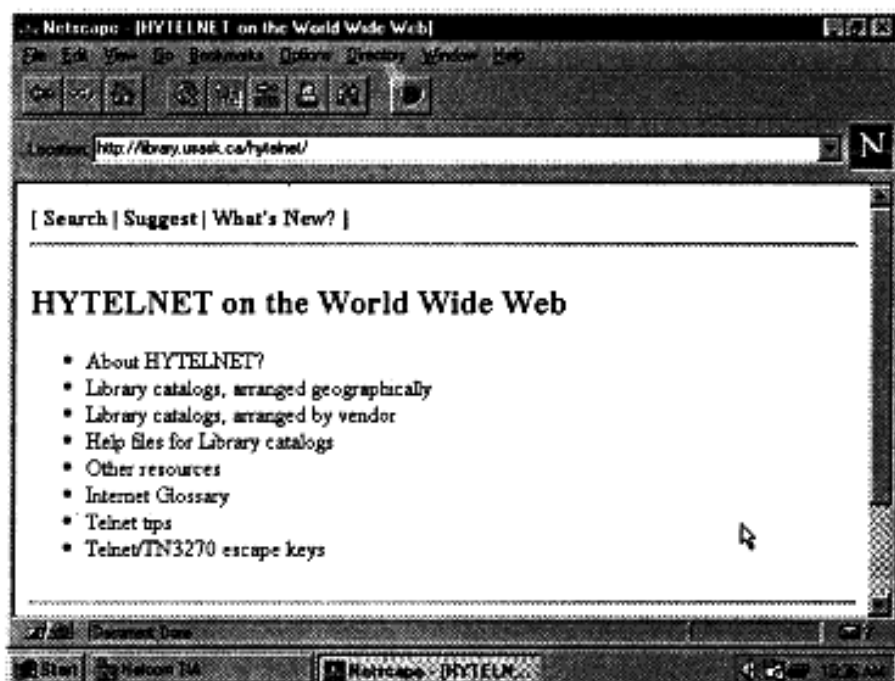 Netscape - [HYTELNET on the World Wide Web]
File Edit View Go Bookmarks Options Directory Window Help
Location: http://library.usask.ca/hytelnet/
N
[ Search | Suggest | What's New? ]
HYTELNET on the World Wide Web
• About HYTELNET?
• Library catalogs, arranged geographically
• Library catalogs, arranged by vendor
• Help files for Library catalogs
• Other resources
• Internet Glossary
• Telnet tips
• Telnet/TN3270 escape keys
Document: Done
Start Netcom Netscape - [HYTELN...